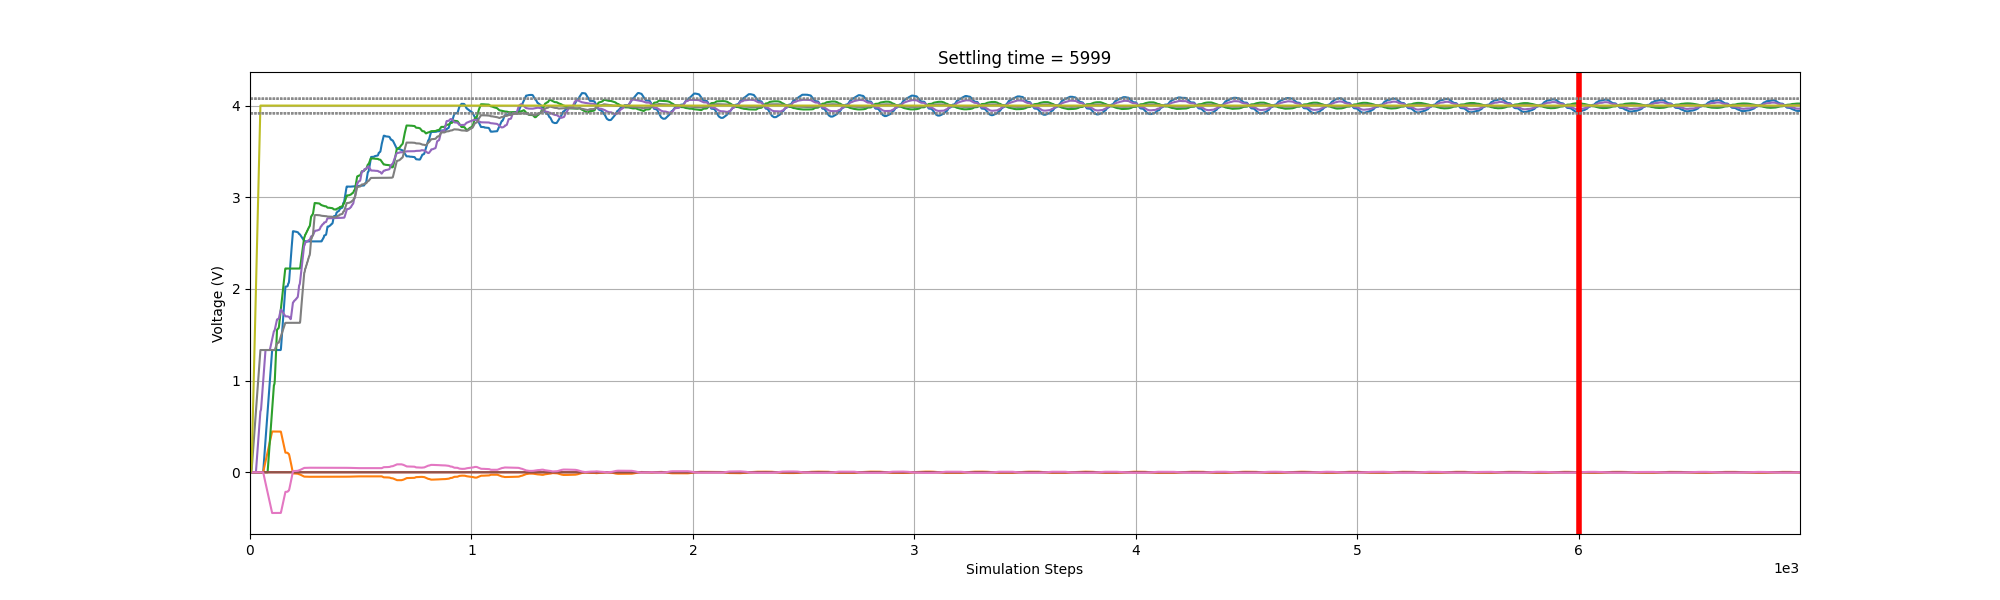 Settling time = 5999
Voltage (V)
4
3
2
1
0
0 1 2 3 4 5 6
1e3
Simulation Steps